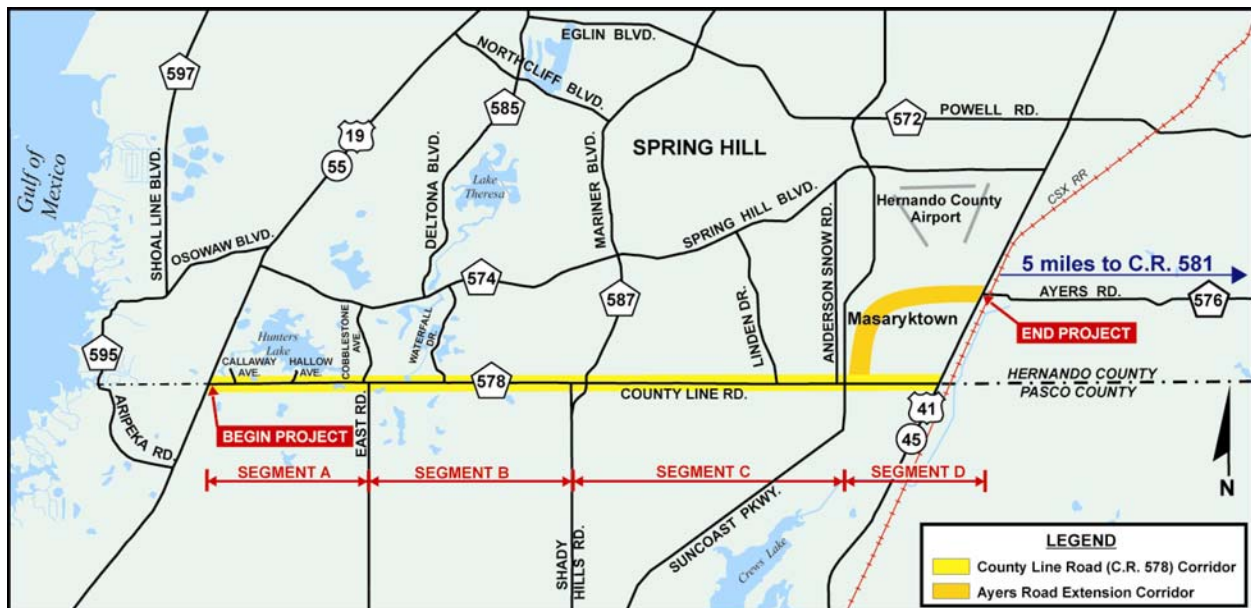 EGLIN BLVD.
NORTHCLIFF BLVD.
597
585
19
55
572
POWELL RD.
SPRING HILL
Gulf of
Mexico
SHOAL LINE BLVD.
OSOWAW BLVD.
DELTONA BLVD.
Lake
Theresa
MARINER BLVD.
SPRING HILL BLVD.
Hernando County
Airport
CSX RR
574
587
LINDEN DR.
ANDERSON SNOW RD.
5 miles to C.R. 581
AYERS RD.
576
Masaryktown
END PROJECT
595
Hunters
Lake
CALLAWAY
AVE.
HALLOW
AVE.
COBBLESTONE
AVE.
WATERFALL
DR.
578
COUNTY LINE RD.
HERNANDO COUNTY
PASCO COUNTY
ARIPEKA RD.
BEGIN PROJECT
EAST RD.
41
45
SEGMENT A
SEGMENT B
SEGMENT C
SEGMENT D
SHADY
HILLS RD.
SUNCOAST PKWY.
Crews Lake
N
LEGEND
County Line Road (C.R. 578) Corridor
Ayers Road Extension Corridor